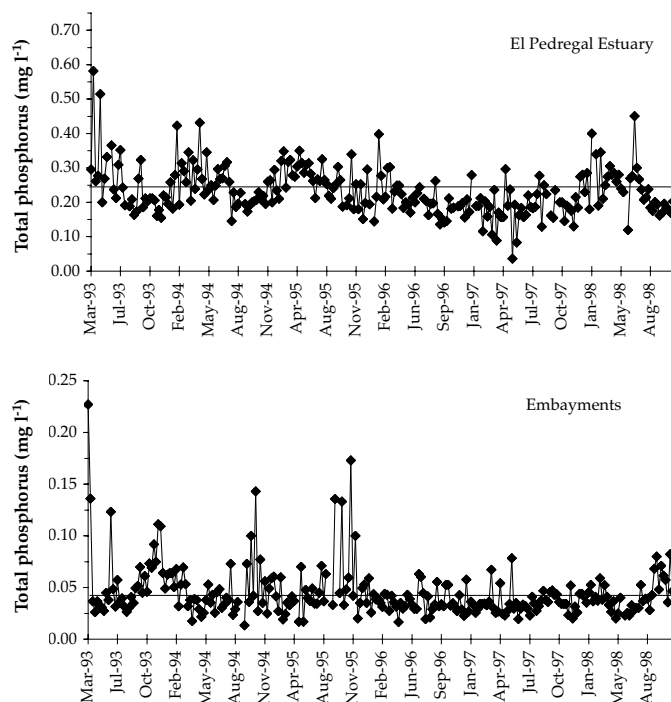 El Pedregal Estuary
Total phosphorus (mg l-1)
0.70
0.60
0.50
0.40
0.30
0.20
0.10
0.00
Mar-93 Jul-93 Oct-93 Feb-94 May-94 Aug-94 Nov-94 Apr-95 Aug-95 Nov-95 Feb-96 Jun-96 Sep-96 Jan-97 Apr-97 Jul-97 Oct-97 Jan-98 May-98 Aug-98
Embayments
Total phosphorus (mg l-1)
0.25
0.20
0.15
0.10
0.05
0.00
Mar-93 Jul-93 Oct-93 Feb-94 May-94 Aug-94 Nov-94 Apr-95 Aug-95 Nov-95 Feb-96 Jun-96 Sep-96 Jan-97 Apr-97 Jul-97 Oct-97 Jan-98 May-98 Aug-98